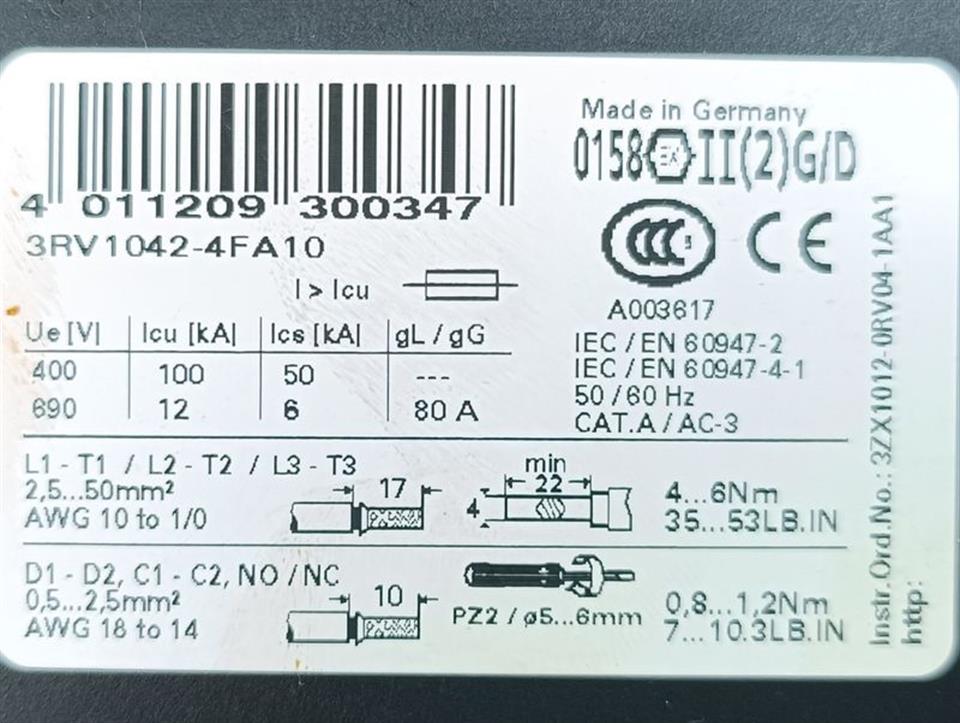 4 011209 300347
3RV1042-4FA10
I > Icu
Ue [V] Icu [kA] Ics [kA] gL / gG
400 100 50 ---
690 12 6 80 A
Made in Germany
0158 Ex II(2)G/D
CCC S CE
A003617
IEC / EN 60947-2
IEC / EN 60947-4-1
50 / 60 Hz
CAT. A / AC-3
L1 - T1 / L2 - T2 / L3 - T3
2,5...50mm²
AWG 10 to 1/0
17
min
22
4
4...6Nm
35...53LB.IN
D1 - D2, C1 - C2, NO / NC
0,5...2,5mm²
AWG 18 to 14
10
PZ2 / ø5...6mm
0,8...1,2Nm
7...10.3LB.IN
Instr.Ord.No.: 3ZX1012-0RV04-1AA1
http: